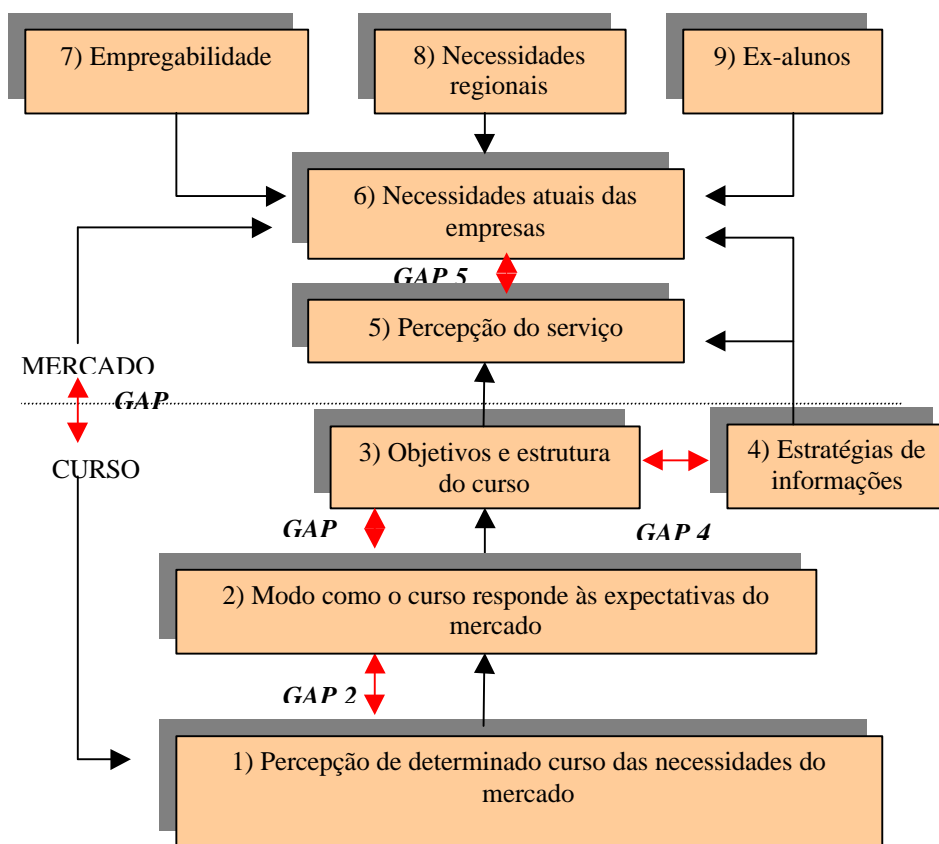 7) Empregabilidade
8) Necessidades
regionais
9) Ex-alunos
6) Necessidades atuais das
empresas
GAP 5
5) Percepção do serviço
MERCADO
GAP
CURSO
3) Objetivos e estrutura
do curso
4) Estratégias de
informações
GAP
GAP 4
2) Modo como o curso responde às expectativas do
mercado
GAP 2
1) Percepção de determinado curso das necessidades do
mercado